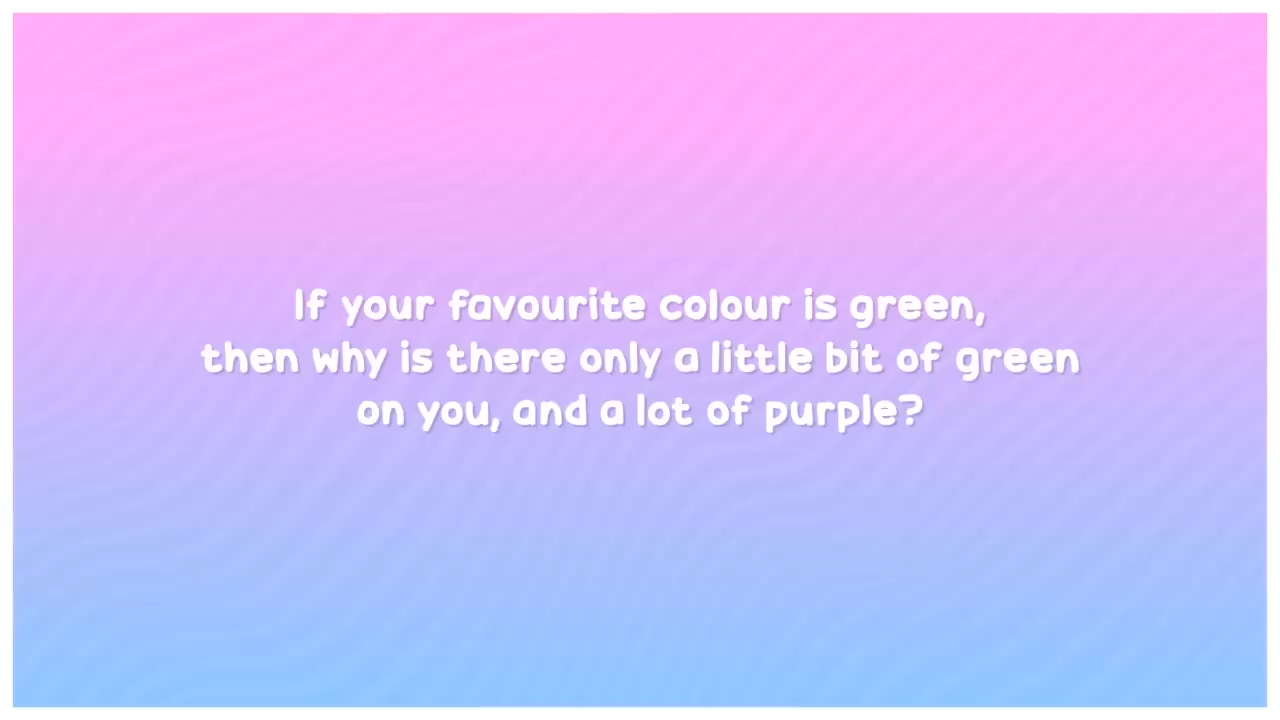 If your favourite colour is green,
then why is there only a little bit of green
on you, and a lot of purple?